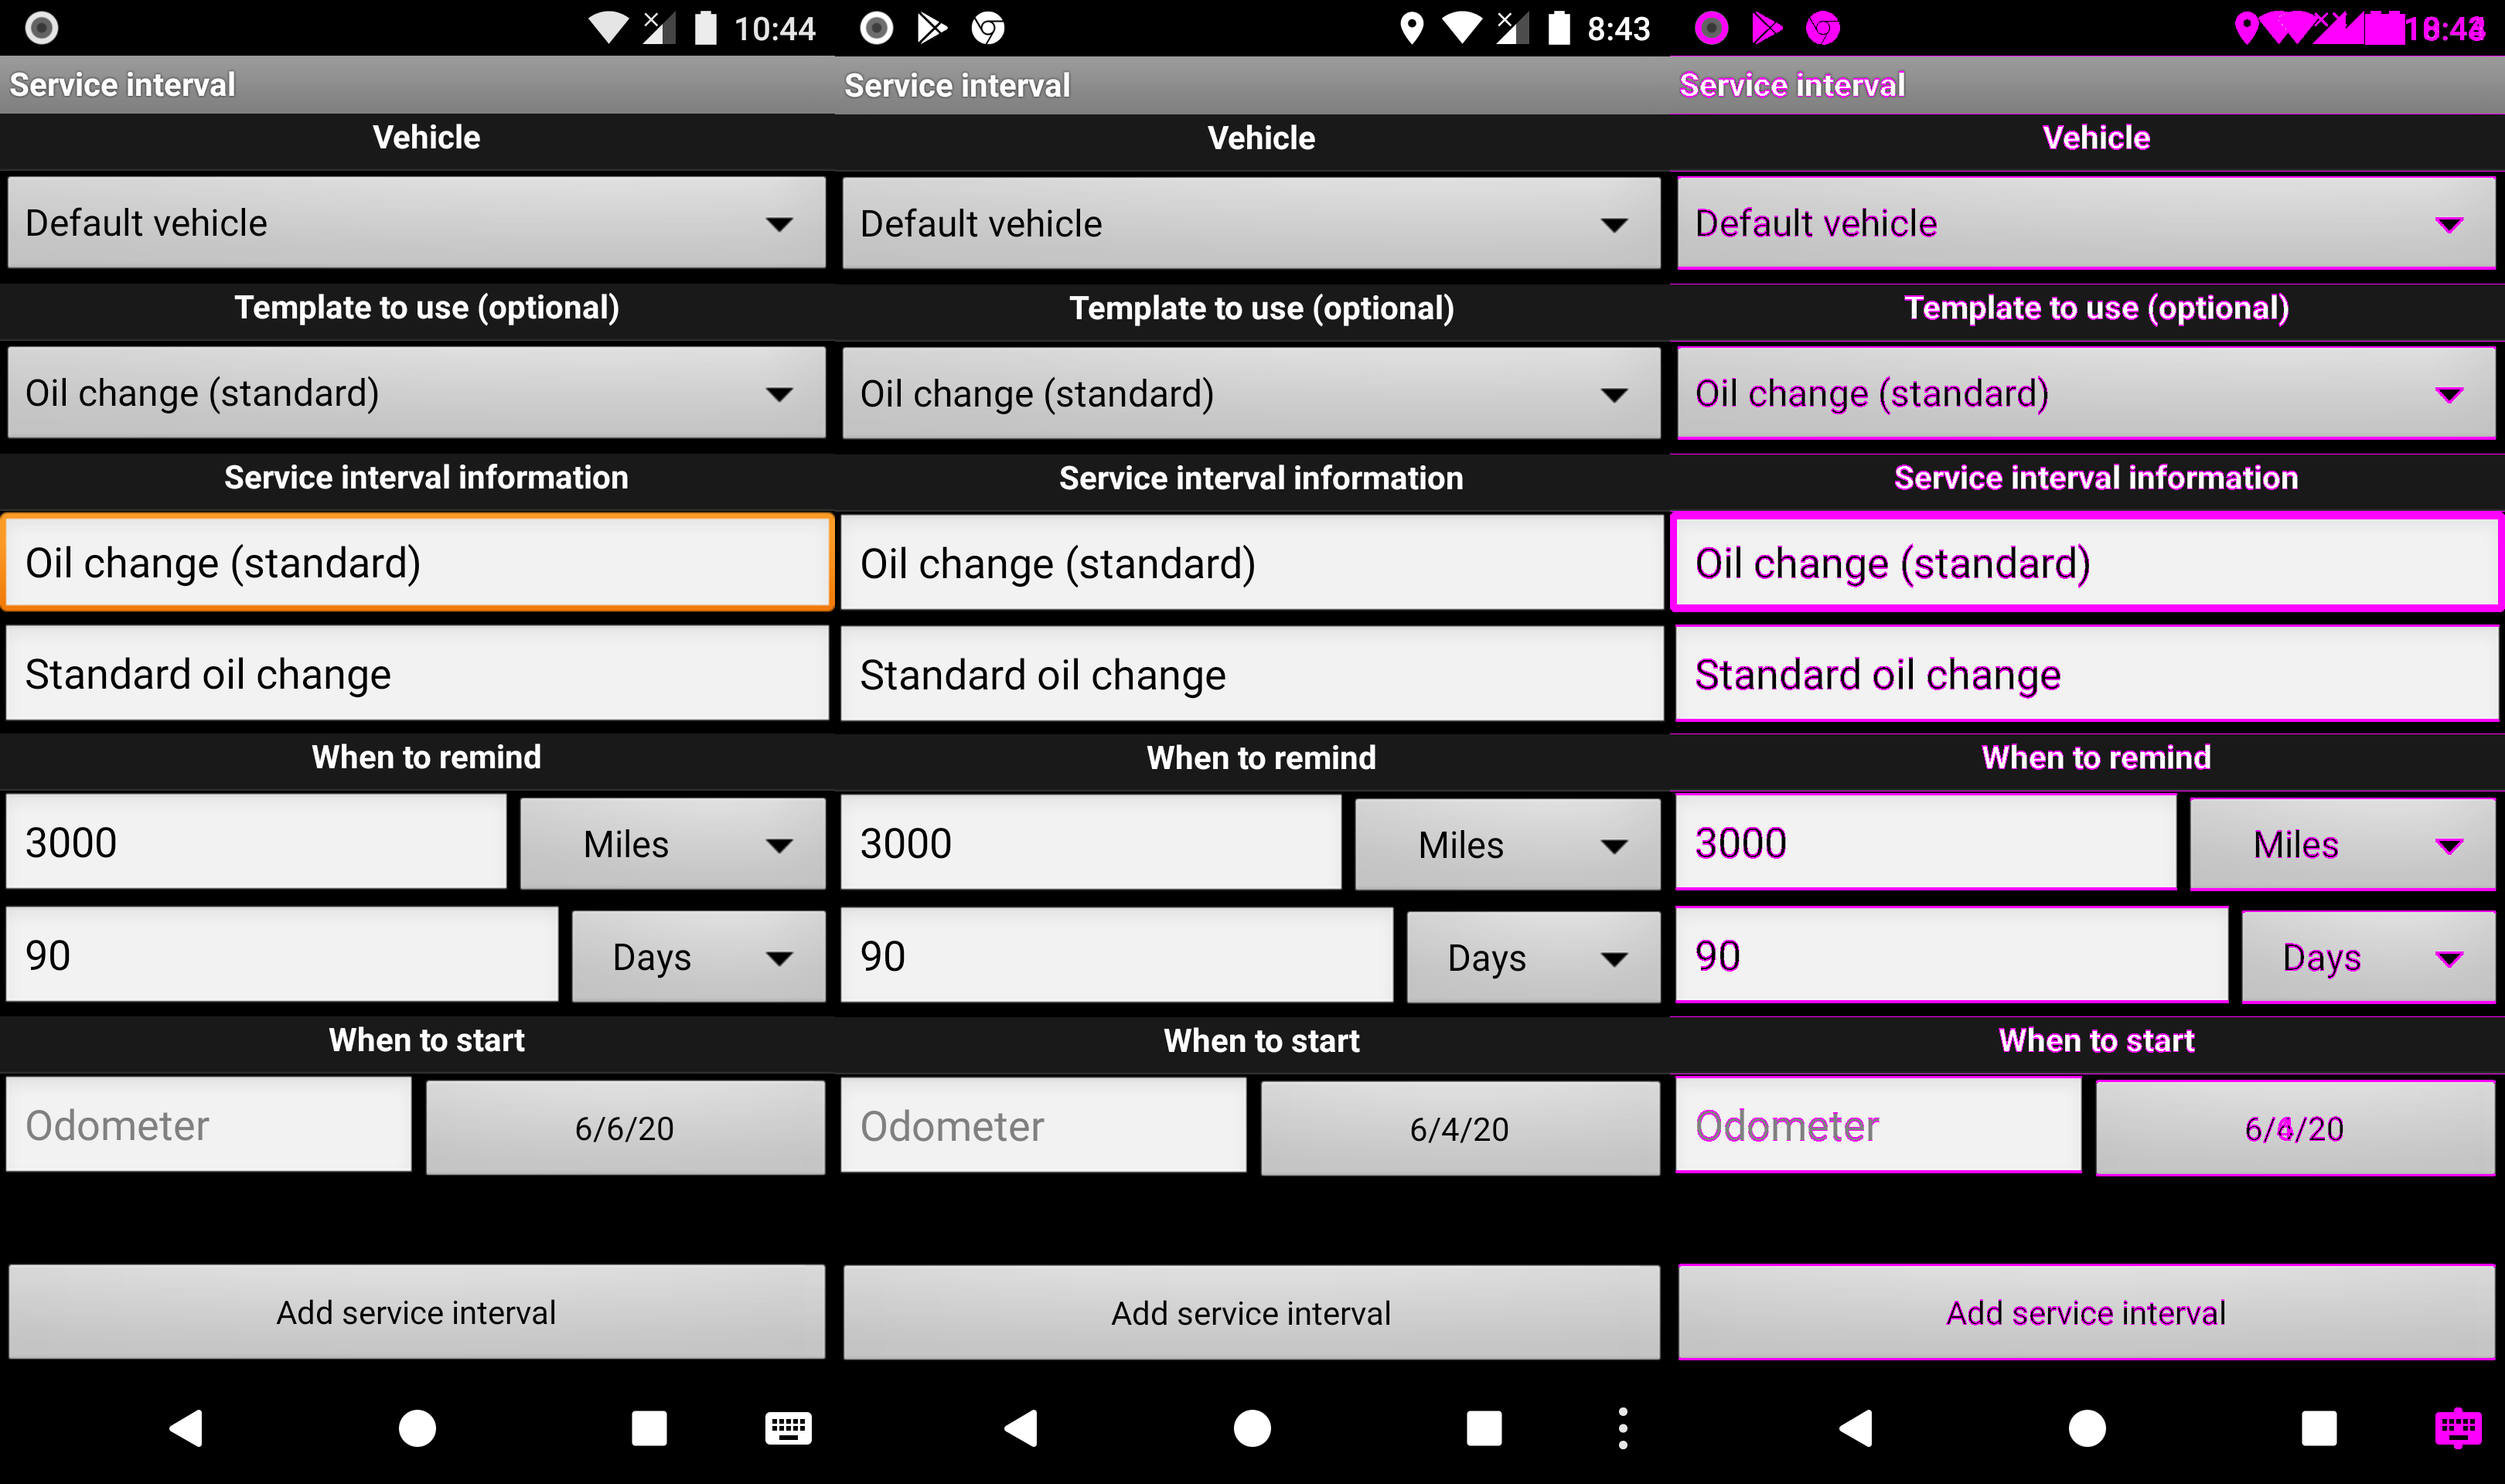 10:44
Service interval
Vehicle
Default vehicle
Template to use (optional)
Oil change (standard)
Service interval information
Oil change (standard)
Standard oil change
When to remind
3000 Miles
90 Days
When to start
Odometer 6/6/20
Add service interval
8:43
Service interval
Vehicle
Default vehicle
Template to use (optional)
Oil change (standard)
Service interval information
Oil change (standard)
Standard oil change
When to remind
3000 Miles
90 Days
When to start
Odometer 6/4/20
Add service interval
Service interval
Vehicle
Default vehicle
Template to use (optional)
Oil change (standard)
Service interval information
Oil change (standard)
Standard oil change
When to remind
3000 Miles
90 Days
When to start
Odometer
Add service interval